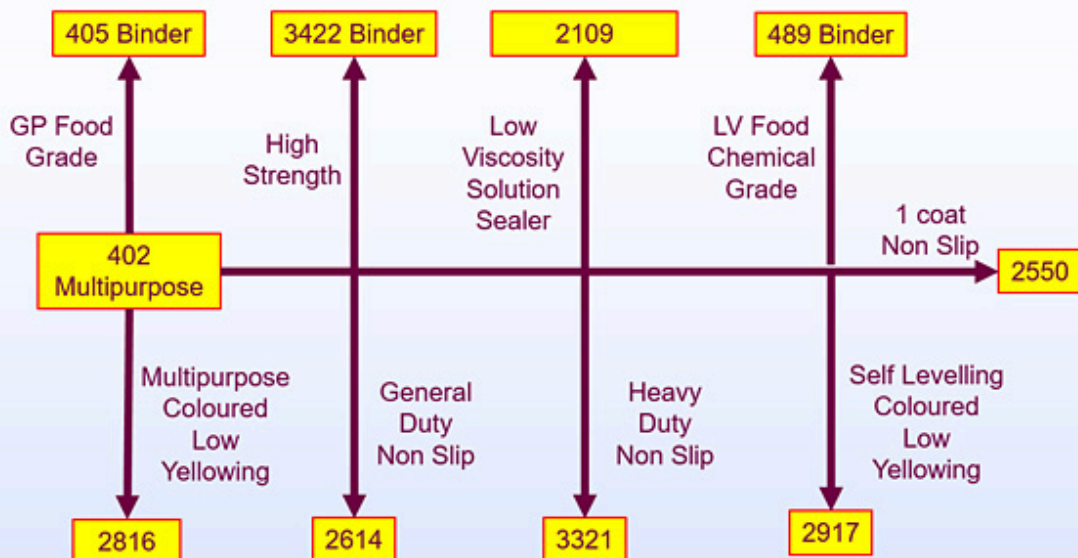 405 Binder
3422 Binder
2109
489 Binder
GP Food
Grade
High
Strength
Low
Viscosity
Solution
Sealer
LV Food
Chemical
Grade
1 coat
Non Slip
402
Multipurpose
2550
Multipurpose
Coloured
Low
Yellowing
General
Duty
Non Slip
Heavy
Duty
Non Slip
Self Levelling
Coloured
Low
Yellowing
2816
2614
3321
2917